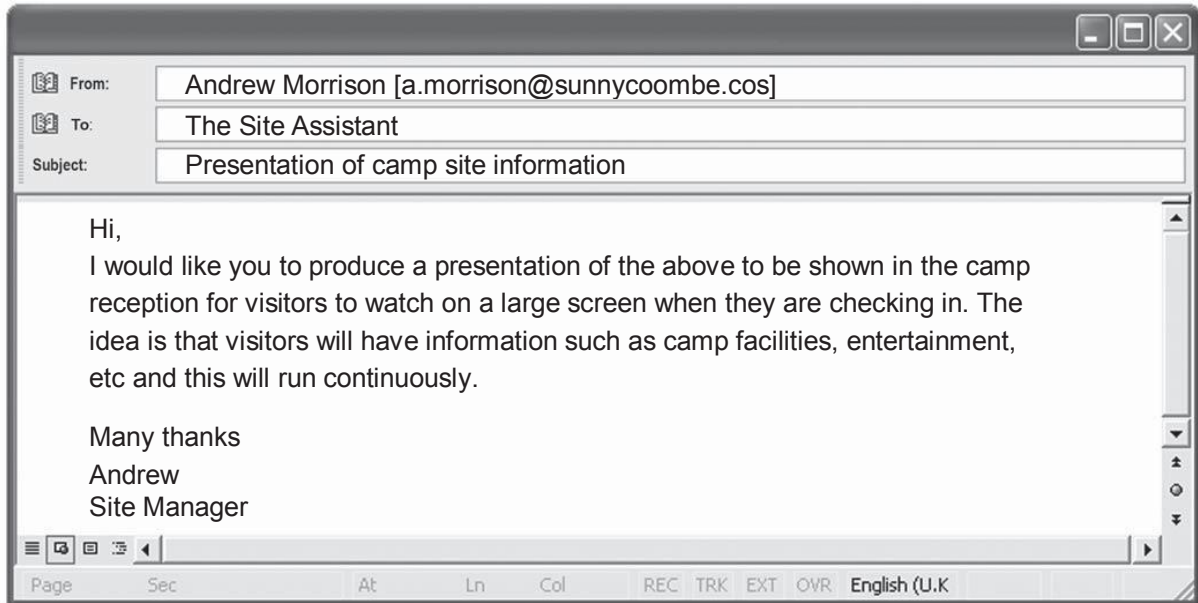 From: Andrew Morrison [a.morrison@sunnycoombe.cos]
To: The Site Assistant
Subject: Presentation of camp site information
Hi,
I would like you to produce a presentation of the above to be shown in the camp
reception for visitors to watch on a large screen when they are checking in. The
idea is that visitors will have information such as camp facilities, entertainment,
etc and this will run continuously.
Many thanks
Andrew
Site Manager
Page Sec At Ln Col REC TRK EXT OVR English (U.K